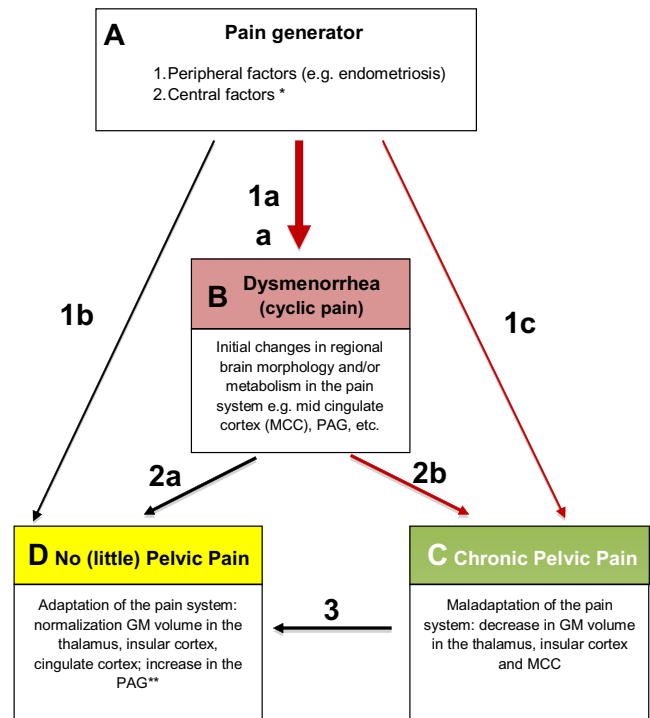 A Pain generator
1.Peripheral factors (e.g. endometriosis)
2.Central factors *
1a
a
1b
1c
B Dysmenorrhea
(cyclic pain)
Initial changes in regional
brain morphology and/or
metabolism in the pain
system e.g. mid cingulate
cortex (MCC), PAG, etc.
2a
2b
D No (little) Pelvic Pain
Adaptation of the pain system:
normalization GM volume in the
thalamus, insular cortex,
cingulate cortex; increase in the
PAG**
3
C Chronic Pelvic Pain
Maladaptation of the pain
system: decrease in GM volume
in the thalamus, insular cortex
and MCC